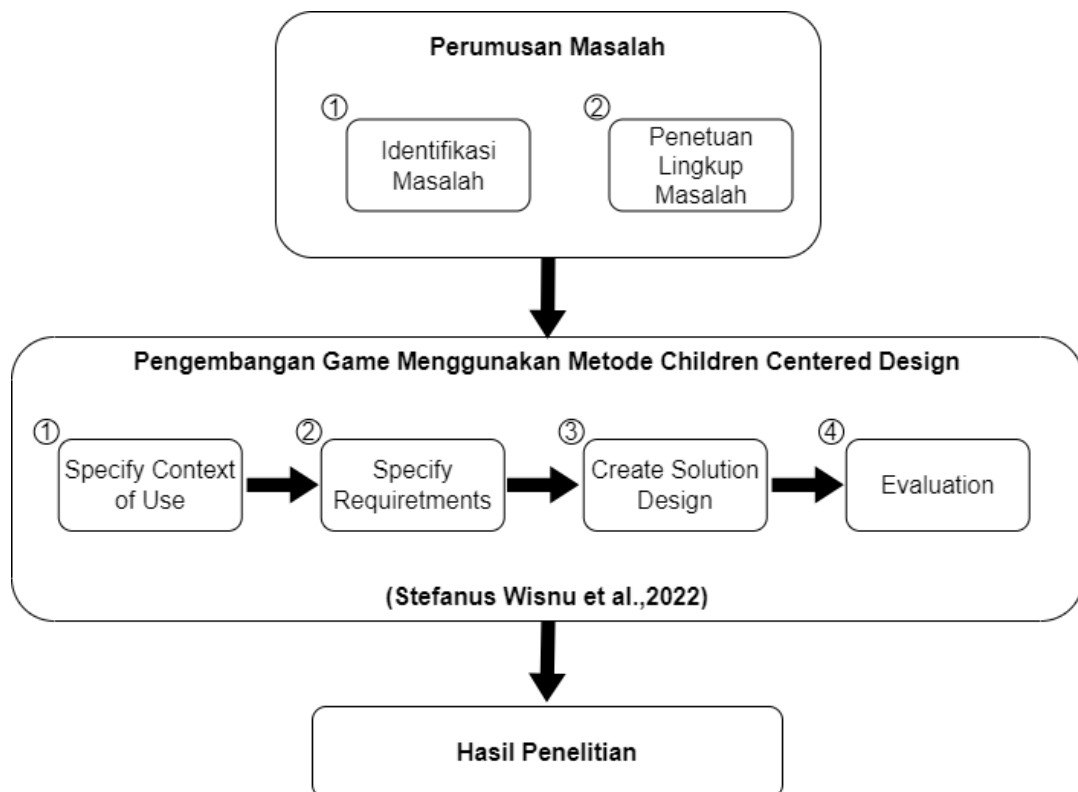 Perumusan Masalah
①
Identifikasi
Masalah
②
Penetuan
Lingkup
Masalah
Pengembangan Game Menggunakan Metode Children Centered Design
①
Specify Context
of Use
②
Specify
Requiretments
③
Create Solution
Design
④
Evaluation
(Stefanus Wisnu et al.,2022)
Hasil Penelitian